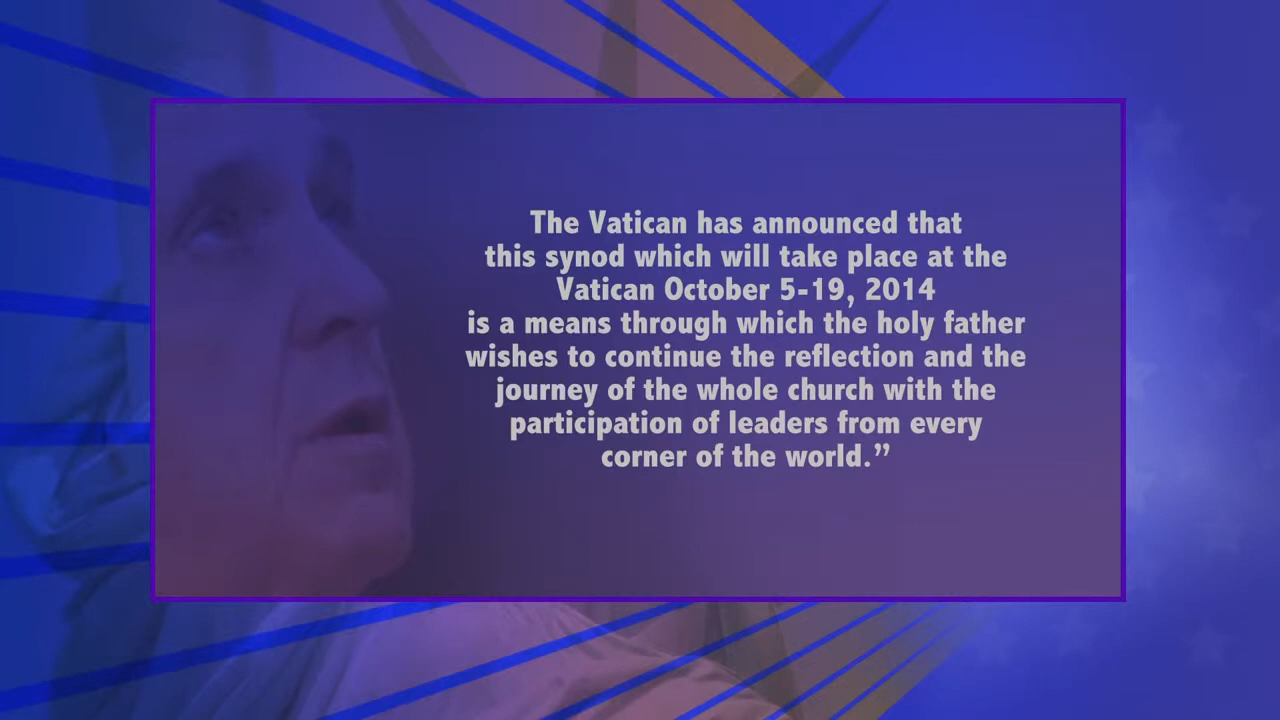 The Vatican has announced that
this synod which will take place at the
Vatican October 5-19, 2014
is a means through which the holy father
wishes to continue the reflection and the
journey of the whole church with the
participation of leaders from every
corner of the world.”